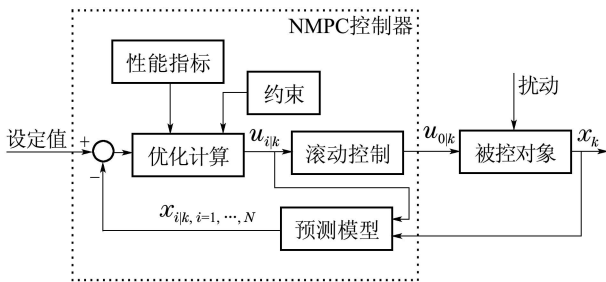 NMPC控制器
性能指标
约束
扰动
设定值
+
−
优化计算
u_{i|k}
滚动控制
u_{0|k}
被控对象
x_k
x_{i|k, i=1, ⋯, N}
预测模型